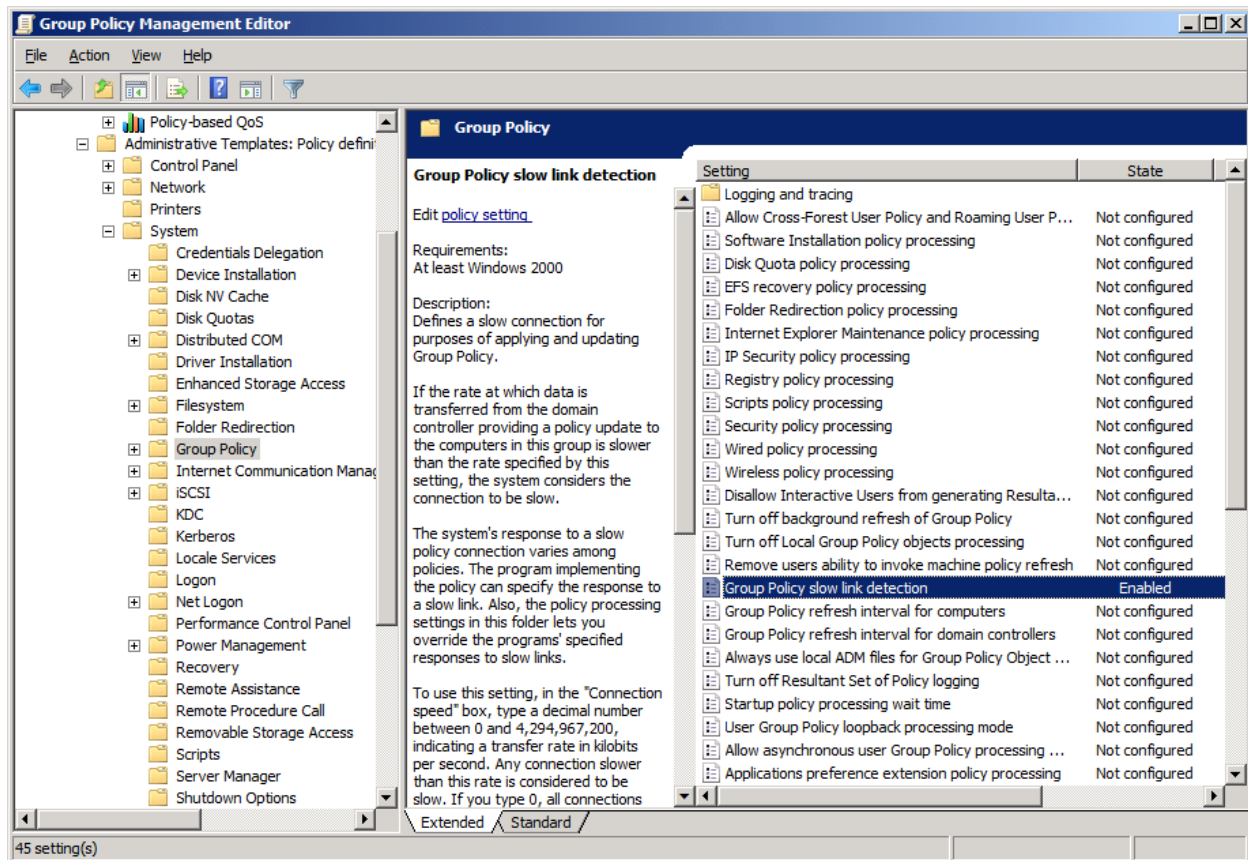 Group Policy Management Editor
File Action View Help
Policy-based QoS
Administrative Templates: Policy defini
Control Panel
Network
Printers
System
Credentials Delegation
Device Installation
Disk NV Cache
Disk Quotas
Distributed COM
Driver Installation
Enhanced Storage Access
Filesystem
Folder Redirection
Group Policy
Internet Communication Manag
iSCSI
KDC
Kerberos
Locale Services
Logon
Net Logon
Performance Control Panel
Power Management
Recovery
Remote Assistance
Remote Procedure Call
Removable Storage Access
Scripts
Server Manager
Shutdown Options
Group Policy
Group Policy slow link detection
Edit policy setting
Requirements:
At least Windows 2000
Description:
Defines a slow connection for
purposes of applying and updating
Group Policy.
If the rate at which data is
transferred from the domain
controller providing a policy update to
the computers in this group is slower
than the rate specified by this
setting, the system considers the
connection to be slow.
The system's response to a slow
policy connection varies among
policies. The program implementing
the policy can specify the response to
a slow link. Also, the policy processing
settings in this folder lets you
override the programs' specified
responses to slow links.
To use this setting, in the "Connection
speed" box, type a decimal number
between 0 and 4,294,967,200,
indicating a transfer rate in kilobits
per second. Any connection slower
than this rate is considered to be
slow. If you type 0, all connections
Setting State
Logging and tracing
Allow Cross-Forest User Policy and Roaming User P... Not configured
Software Installation policy processing Not configured
Disk Quota policy processing Not configured
EFS recovery policy processing Not configured
Folder Redirection policy processing Not configured
Internet Explorer Maintenance policy processing Not configured
IP Security policy processing Not configured
Registry policy processing Not configured
Scripts policy processing Not configured
Security policy processing Not configured
Wired policy processing Not configured
Wireless policy processing Not configured
Disallow Interactive Users from generating Resulta... Not configured
Turn off background refresh of Group Policy Not configured
Turn off Local Group Policy objects processing Not configured
Remove users ability to invoke machine policy refresh Not configured
Group Policy slow link detection Enabled
Group Policy refresh interval for computers Not configured
Group Policy refresh interval for domain controllers Not configured
Always use local ADM files for Group Policy Object ... Not configured
Turn off Resultant Set of Policy logging Not configured
Startup policy processing wait time Not configured
User Group Policy loopback processing mode Not configured
Allow asynchronous user Group Policy processing ... Not configured
Applications preference extension policy processing Not configured
Extended Standard
45 setting(s)